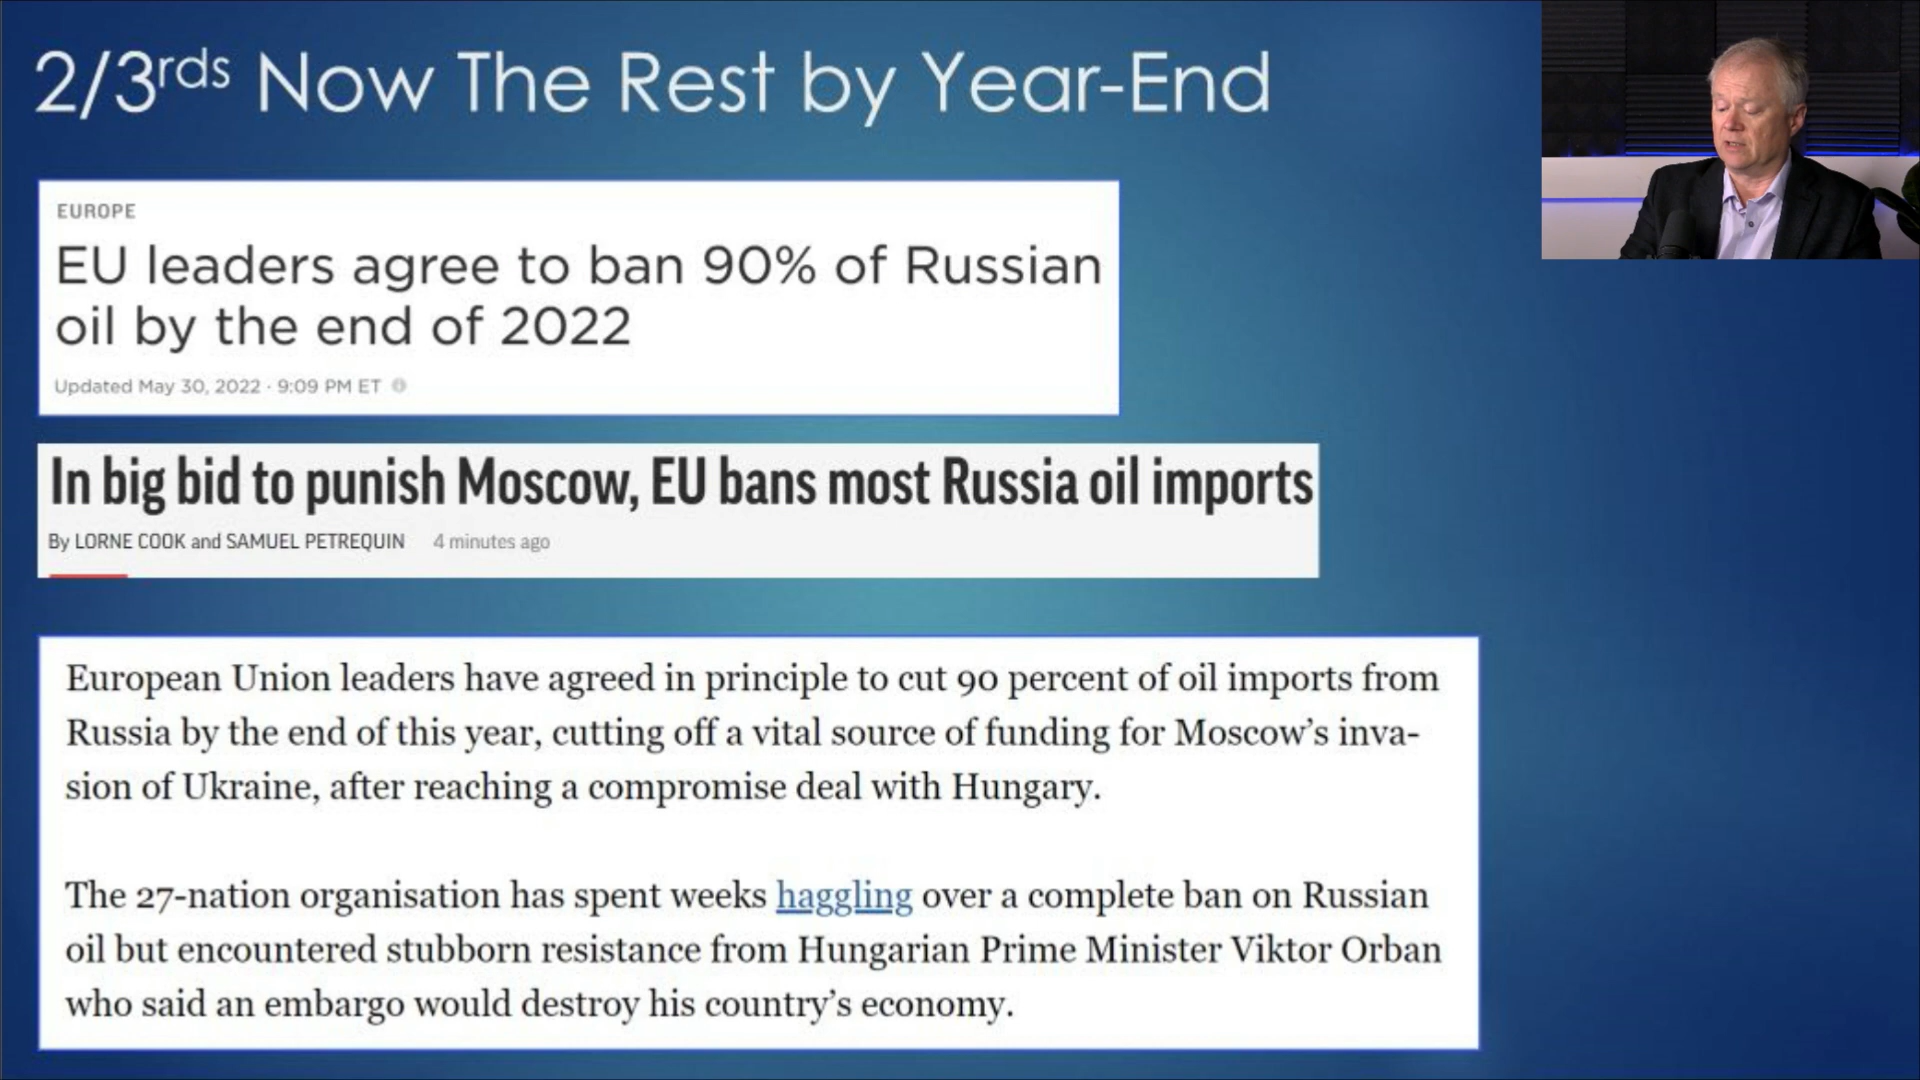 2/3rds Now The Rest by Year-End
EUROPE
EU leaders agree to ban 90% of Russian
oil by the end of 2022
Updated May 30, 2022 · 9:09 PM ET
In big bid to punish Moscow, EU bans most Russia oil imports
By LORNE COOK and SAMUEL PETREQUIN 4 minutes ago
European Union leaders have agreed in principle to cut 90 percent of oil imports from
Russia by the end of this year, cutting off a vital source of funding for Moscow’s inva-
sion of Ukraine, after reaching a compromise deal with Hungary.
The 27-nation organisation has spent weeks haggling over a complete ban on Russian
oil but encountered stubborn resistance from Hungarian Prime Minister Viktor Orban
who said an embargo would destroy his country’s economy.